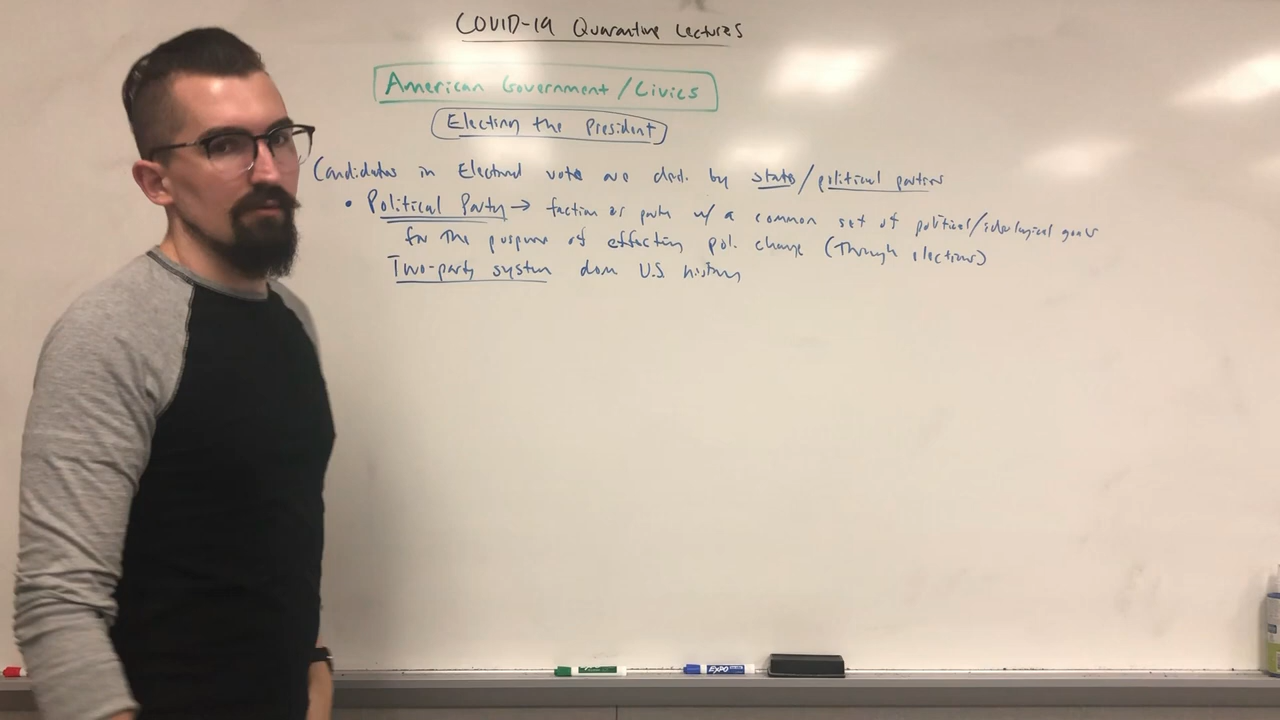 COVID-19 Quarantine Lectures
American Government/Civics
Electing the President
Candidates in Electoral vote are ded. by state/political parties
• Political Party → faction or party w/ a common set of political/ideological goals
for the purpose of effecting pol. change (Through elections)
Two-party system dom U.S history
EXPO